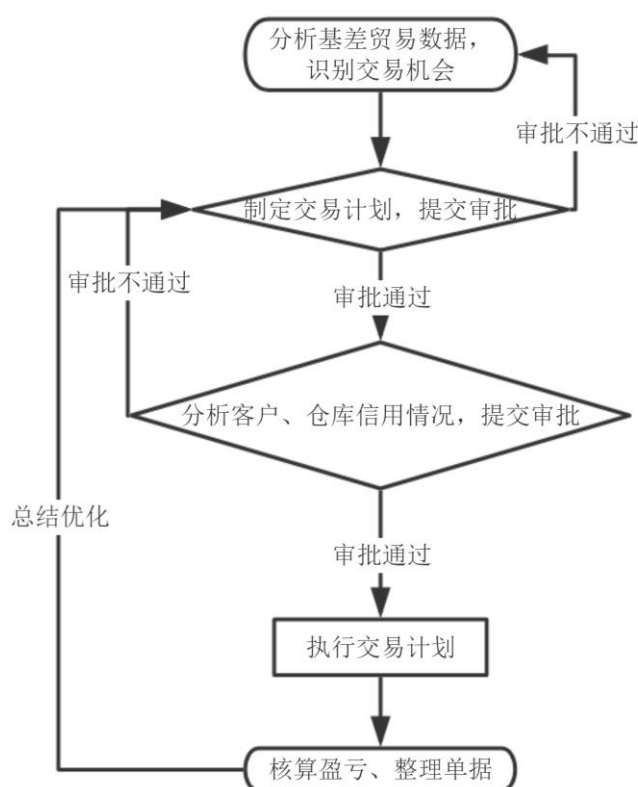 分析基差贸易数据，
识别交易机会
审批不通过
制定交易计划，提交审批
审批不通过
审批通过
分析客户、仓库信用情况，提交审批
总结优化
审批通过
执行交易计划
核算盈亏、整理单据